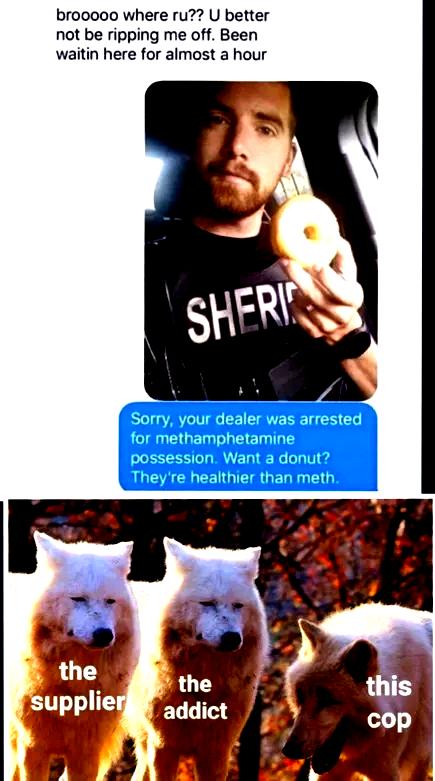 brooooo where ru?? U better
not be ripping me off. Been
waitin here for almost a hour
SHERI
Sorry, your dealer was arrested
for methamphetamine
possession. Want a donut?
They're healthier than meth.
the
supplier
the
addict
this
cop